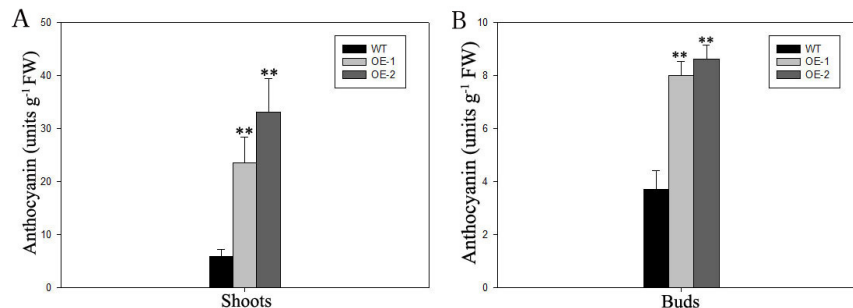 A
Anthocyanin (units g⁻¹ FW)
50
40
30
20
10
0
**
**
WT
OE-1
OE-2
Shoots
B
Anthocyanin (units g⁻¹ FW)
10
8
6
4
2
0
**
**
WT
OE-1
OE-2
Buds